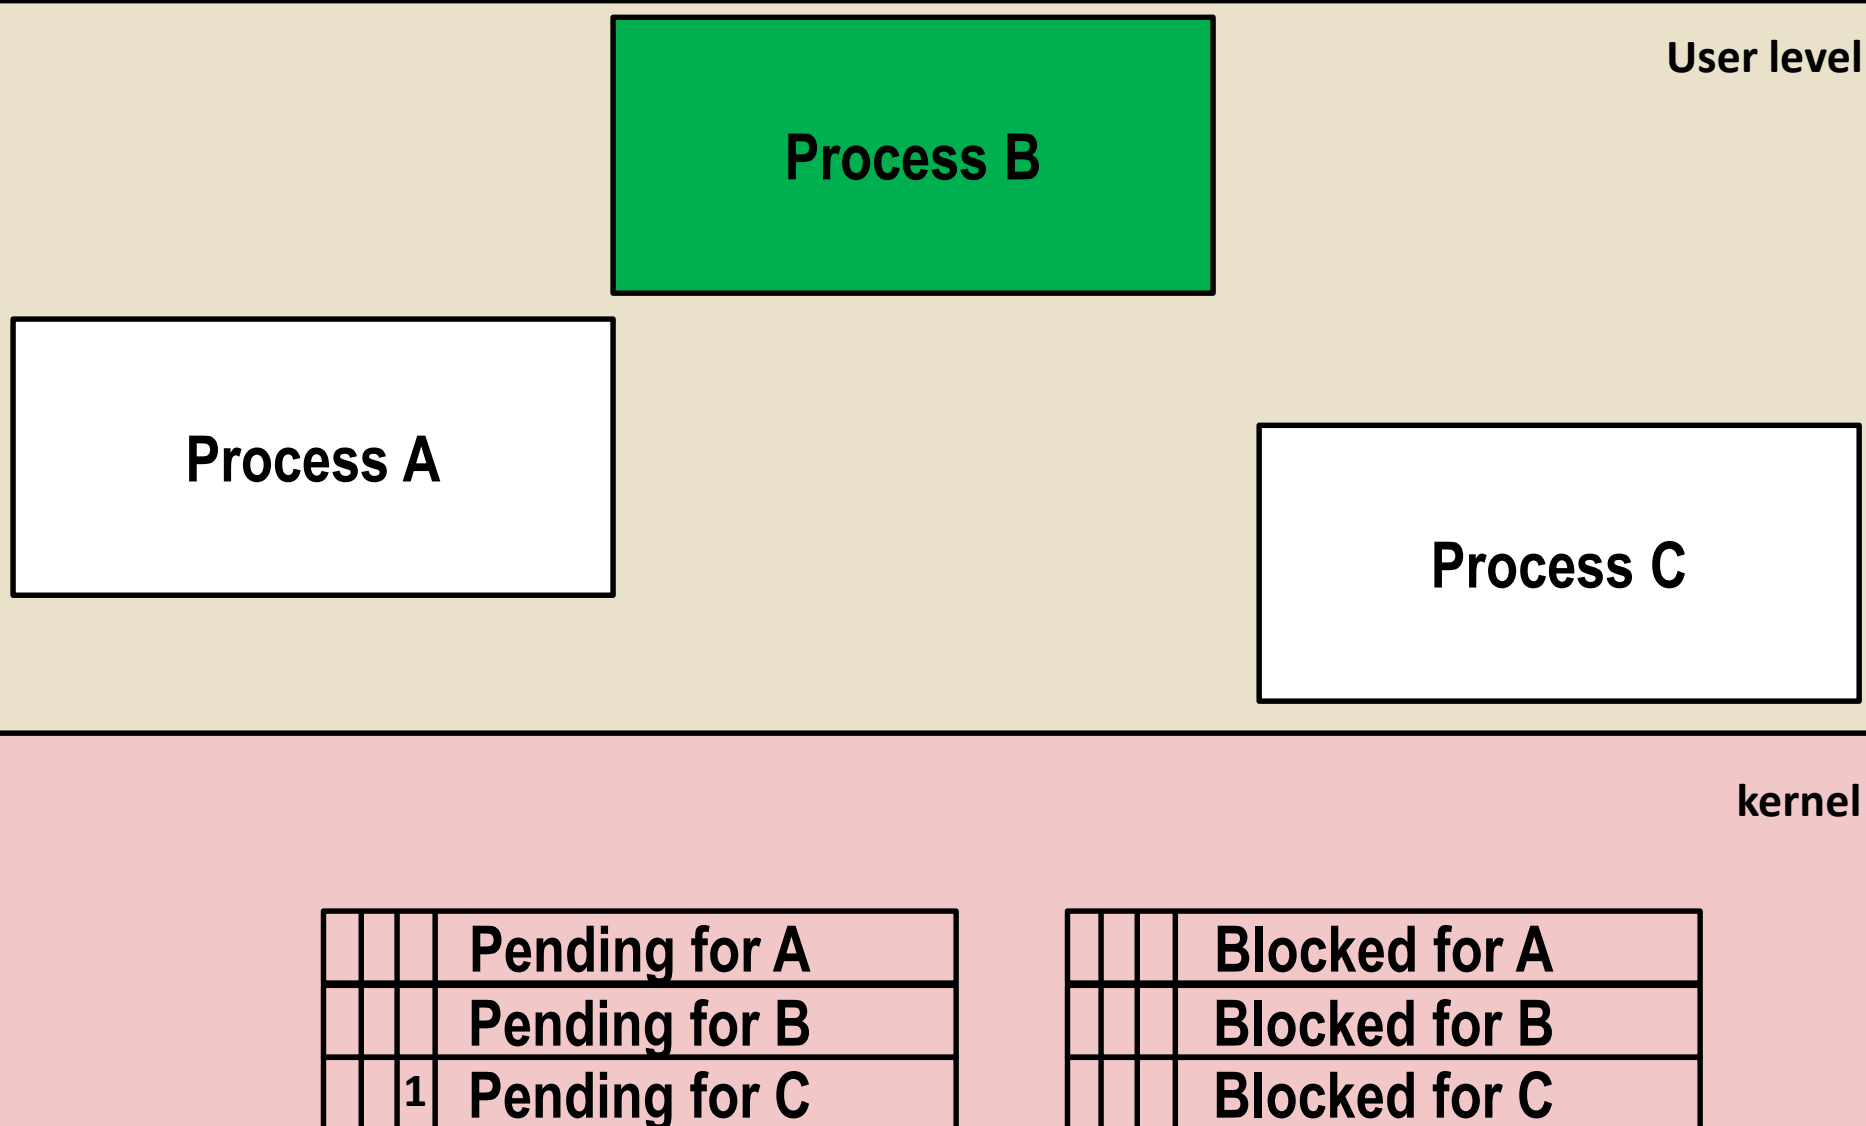 User level
Process B
Process A
Process C
kernel
Pending for A
Blocked for A
Pending for B
Blocked for B
1 Pending for C
Blocked for C